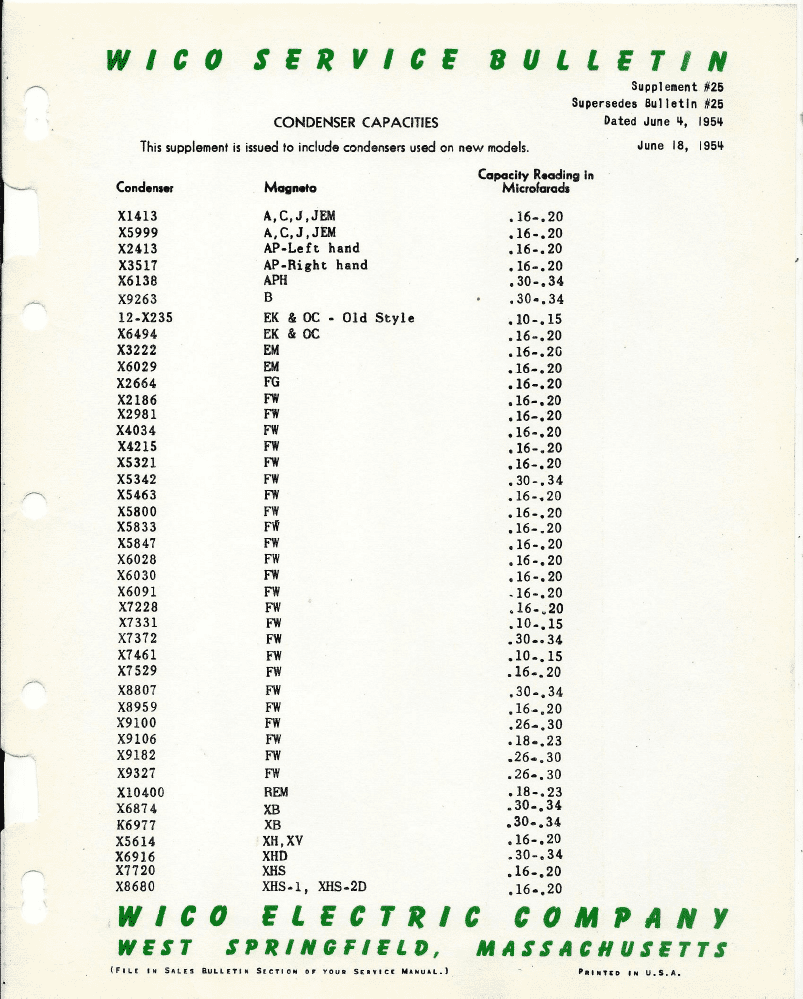 WICO SERVICE BULLETIN
Supplement #25
Supersedes Bulletin #25
CONDENSER CAPACITIES Dated June 4, 1954
This supplement is issued to include condensers used on new models. June 18, 1954
Capacity Reading in
Condenser Magneto Microfarads
X1413 A,C,J,JEM .16-.20
X5999 A,C,J,JEM .16-.20
X2413 AP-Left hand .16-.20
X3517 AP-Right hand .16-.20
X6138 APH .30-.34
X9263 B .30-.34
12-X235 EK & OC - Old Style .10-.15
X6494 EK & OC .16-.20
X3222 EM .16-.20
X6029 EM .16-.20
X2664 FG .16-.20
X2186 FW .16-.20
X2981 FW .16-.20
X4034 FW .16-.20
X4215 FW .16-.20
X5321 FW .16-.20
X5342 FW .30-.34
X5463 FW .16-.20
X5800 FW .16-.20
X5833 FW .16-.20
X5847 FW .16-.20
X6028 FW .16-.20
X6030 FW .16-.20
X6091 FW .16-.20
X7228 FW .16-.20
X7331 FW .10-.15
X7372 FW .30-.34
X7461 FW .10-.15
X7529 FW .16-.20
X8807 FW .30-.34
X8959 FW .16-.20
X9100 FW .26-.30
X9106 FW .18-.23
X9182 FW .26-.30
X9327 FW .26-.30
X10400 REM .18-.23
X6874 XB .30-.34
K6977 XB .30-.34
X5614 XH,XV .16-.20
X6916 XHD .30-.34
X7720 XHS .16-.20
X8680 XHS-1, XHS-2D .16-.20
WICO ELECTRIC COMPANY
WEST SPRINGFIELD, MASSACHUSETTS
(FILE IN SALES BULLETIN SECTION OF YOUR SERVICE MANUAL.) PRINTED IN U.S.A.